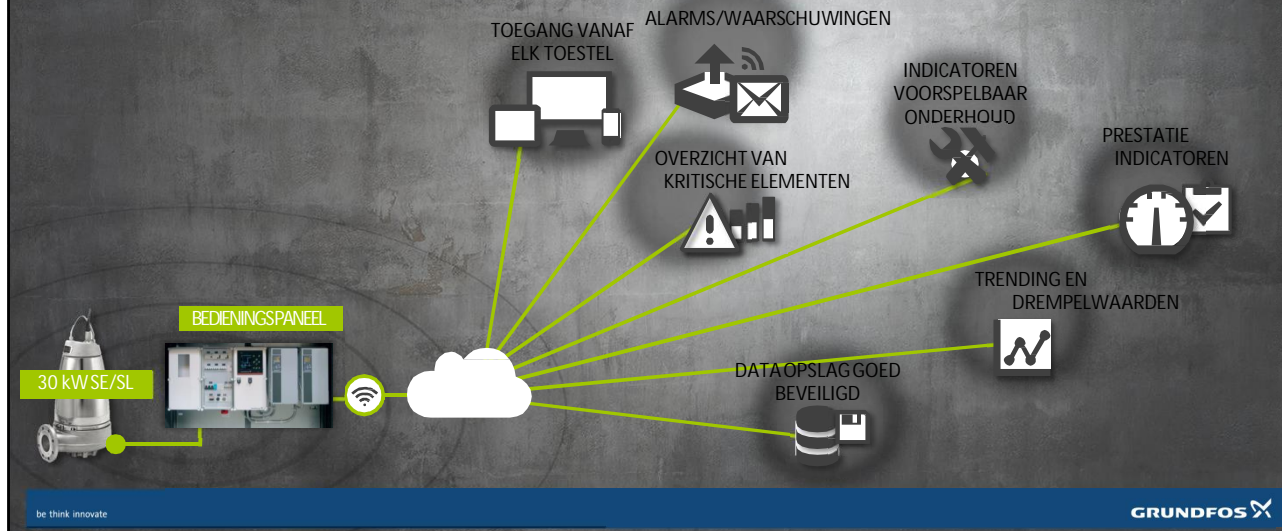 TOEGANG VANAF
ELK TOESTEL
ALARMS/WAARSCHUWINGEN
INDICATOREN
VOORSPELBAAR
ONDERHOUD
PRESTATIE
INDICATOREN
OVERZICHT VAN
KRITISCHE ELEMENTEN
TRENDING EN
DREMPELWAARDEN
BEDIENINGSPANEEL
30 kW SE/SL
DATA OPSLAG GOED
BEVEILIGD
be think innovate
GRUNDFOS